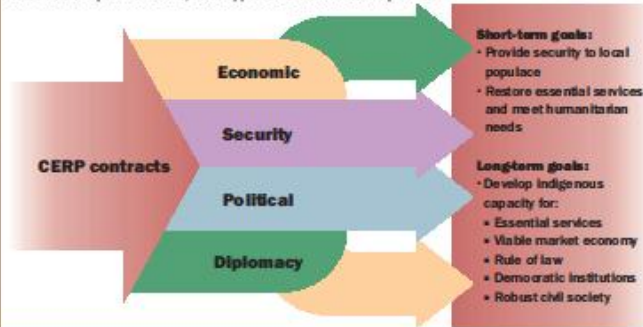 CERP contracts
Economic
Security
Political
Diplomacy
Short-term goals:
• Provide security to local
populace
• Restore essential services
and meet humanitarian
needs
Long-term goals:
• Develop indigenous
capacity for:
▪ Essential services
▪ Viable market economy
▪ Rule of law
▪ Democratic institutions
▪ Robust civil society